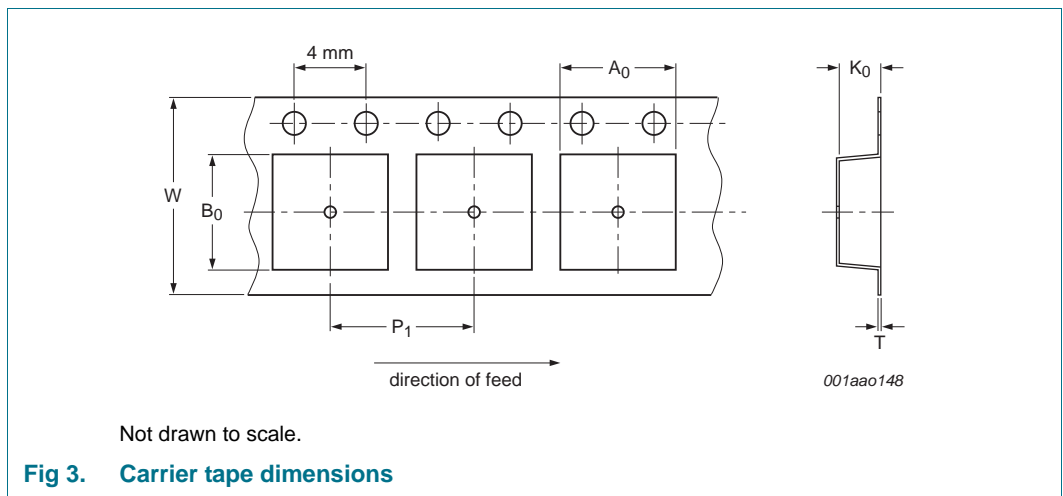 4 mm
A0
K0
W
B0
P1
T
direction of feed
001aao148
Not drawn to scale.
Fig 3. Carrier tape dimensions